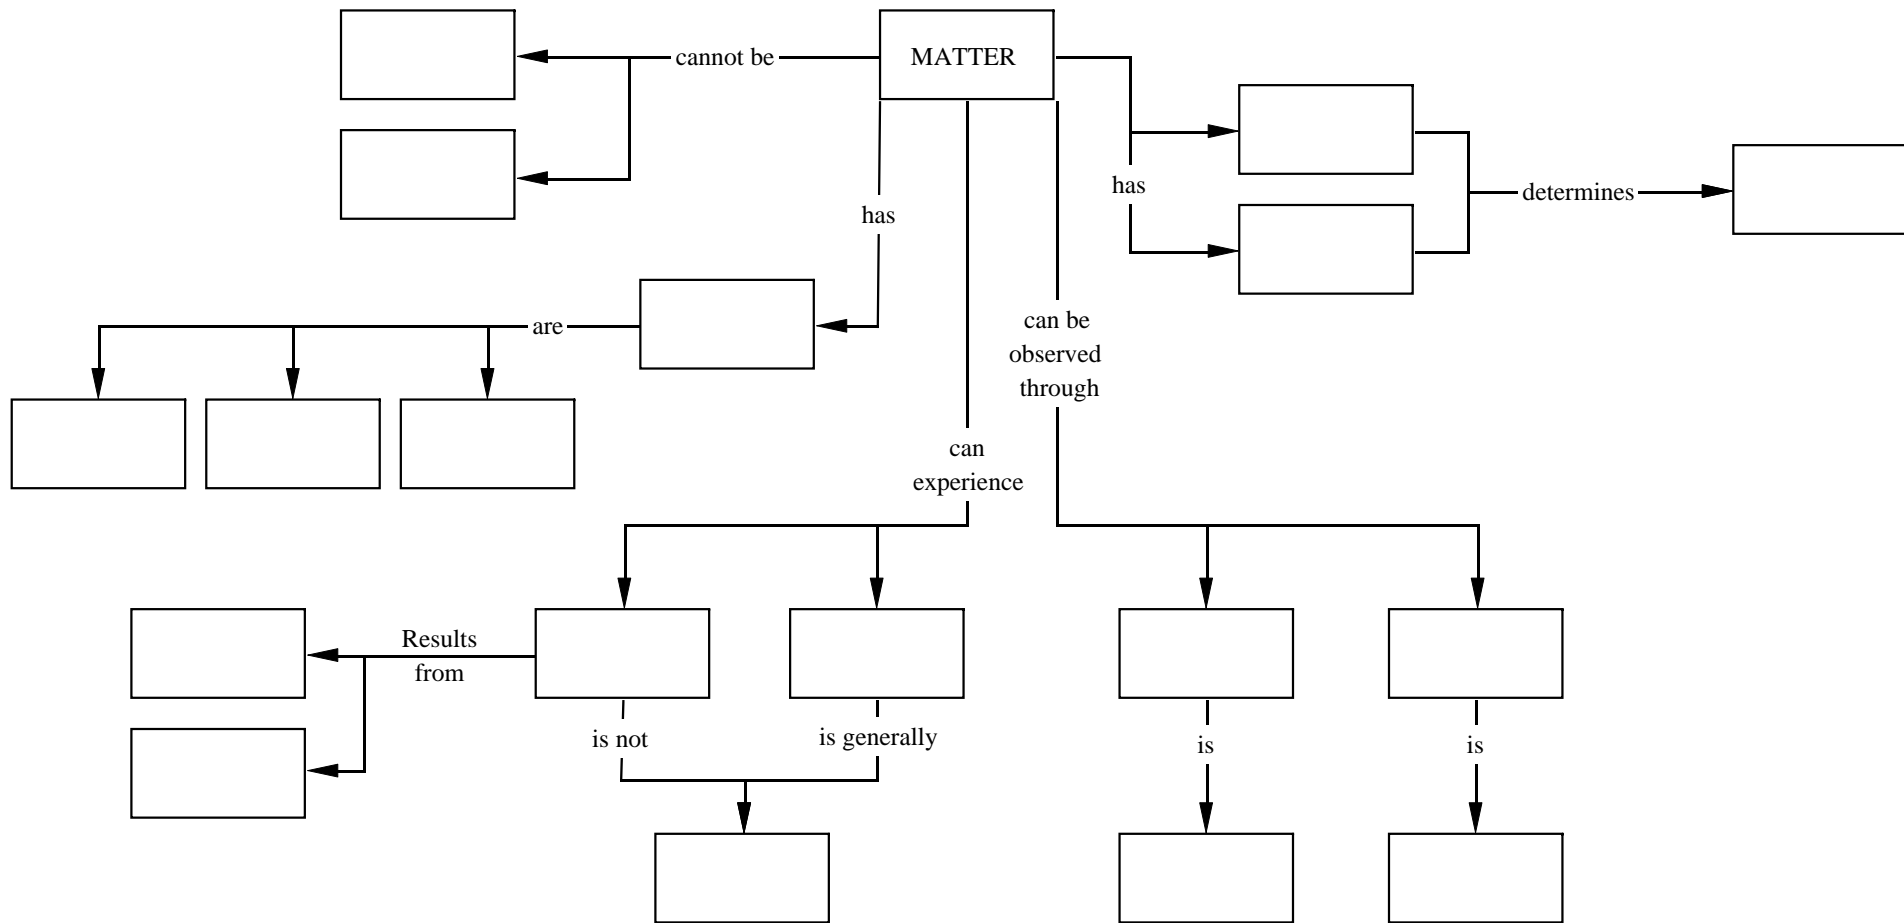 cannot be
MATTER
has
determines
has
are
can be
observed
through
can
experience
Results
from
is not
is generally
is
is